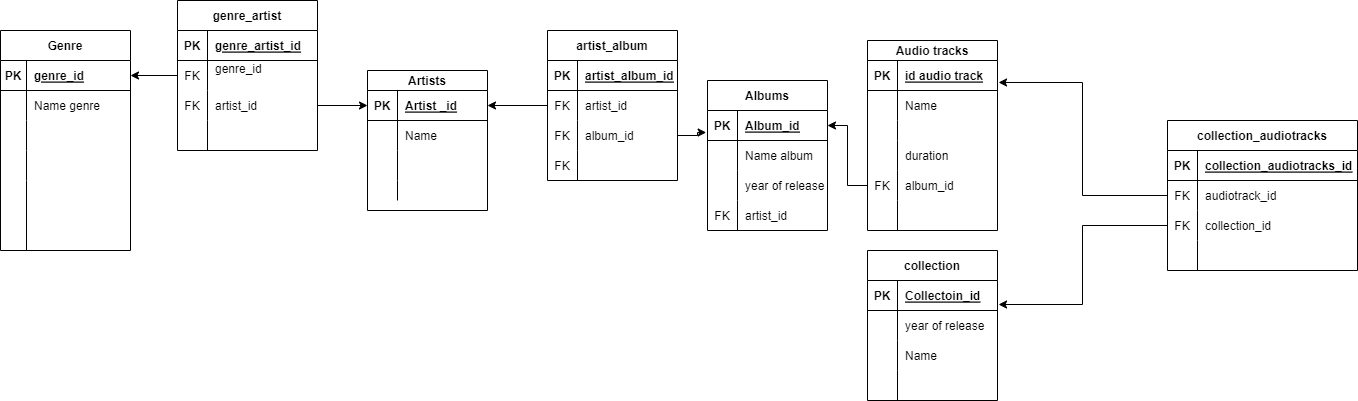 Genre
PK genre_id
Name genre
genre_artist
PK genre_artist_id
FK genre_id
FK artist_id
Artists
PK Artist _id
Name
artist_album
PK artist_album_id
FK artist_id
FK album_id
FK
Albums
PK Album_id
Name album
year of release
FK artist_id
Audio tracks
PK id audio track
Name
duration
FK album_id
collection
PK Collectoin_id
year of release
Name
collection_audiotracks
PK collection_audiotracks_id
FK audiotrack_id
FK collection_id